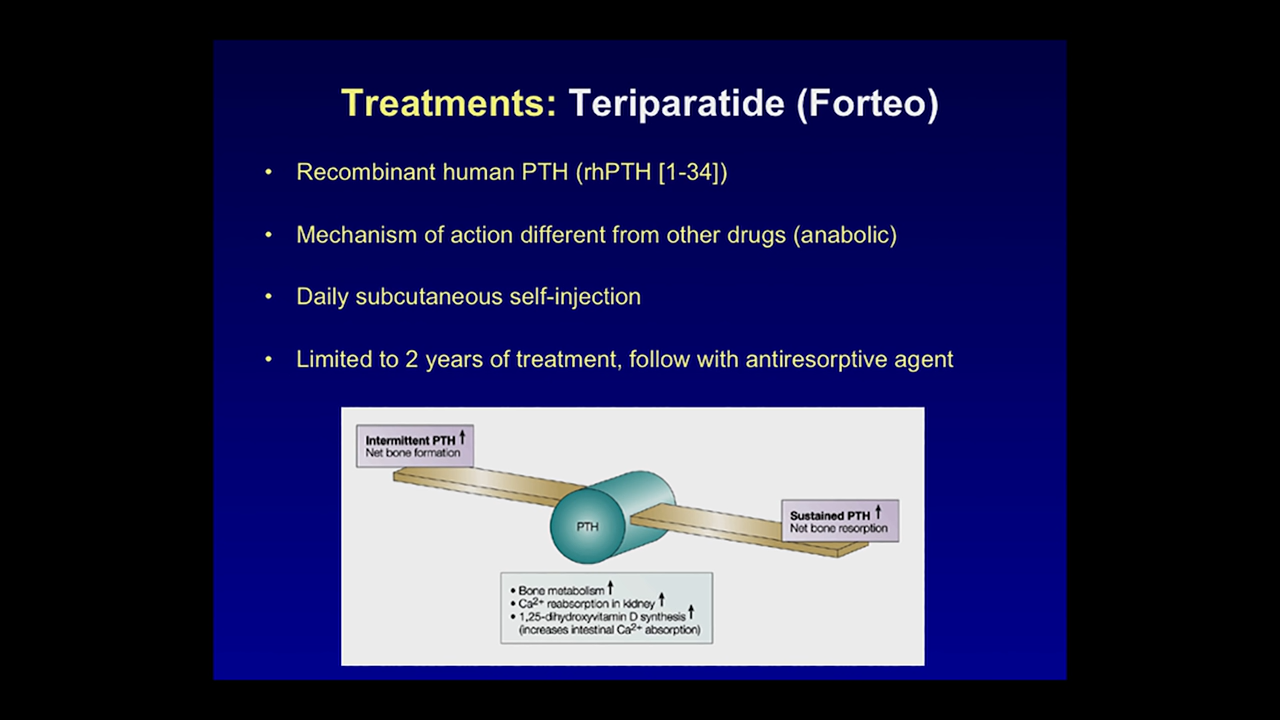 Treatments: Teriparatide (Forteo)
• Recombinant human PTH (rhPTH [1-34])
• Mechanism of action different from other drugs (anabolic)
• Daily subcutaneous self-injection
• Limited to 2 years of treatment, follow with antiresorptive agent
Intermittent PTH ↑
Net bone formation
PTH
Sustained PTH ↑
Net bone resorption
• Bone metabolism ↑
• Ca2+ reabsorption in kidney ↑
• 1,25-dihydroxyvitamin D synthesis ↑
(increases intestinal Ca2+ absorption)